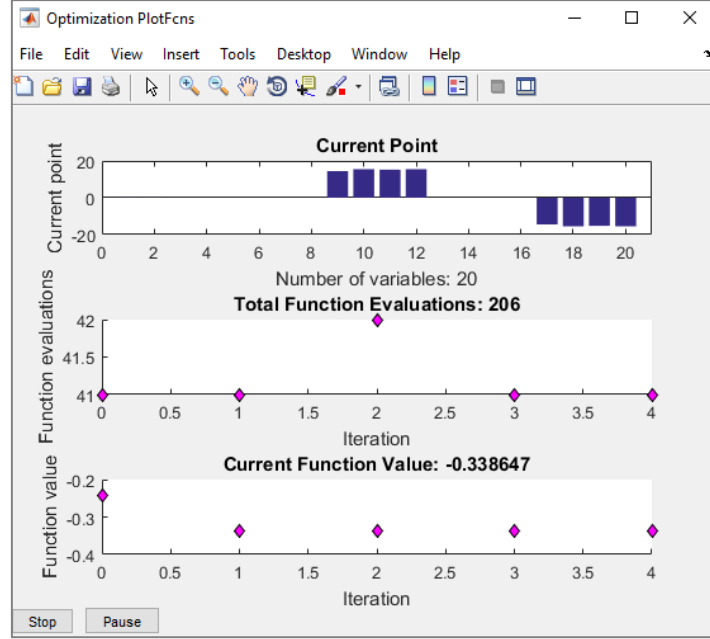 Optimization PlotFcns
File Edit View Insert Tools Desktop Window Help
Current Point
Current point
20
0
-20
0 2 4 6 8 10 12 14 16 18 20
Number of variables: 20
Total Function Evaluations: 206
Function evaluations
42
41.5
41
0 0.5 1 1.5 2 2.5 3 3.5 4
Iteration
Current Function Value: -0.338647
Function value
-0.2
-0.3
-0.4
0 0.5 1 1.5 2 2.5 3 3.5 4
Iteration
Stop Pause